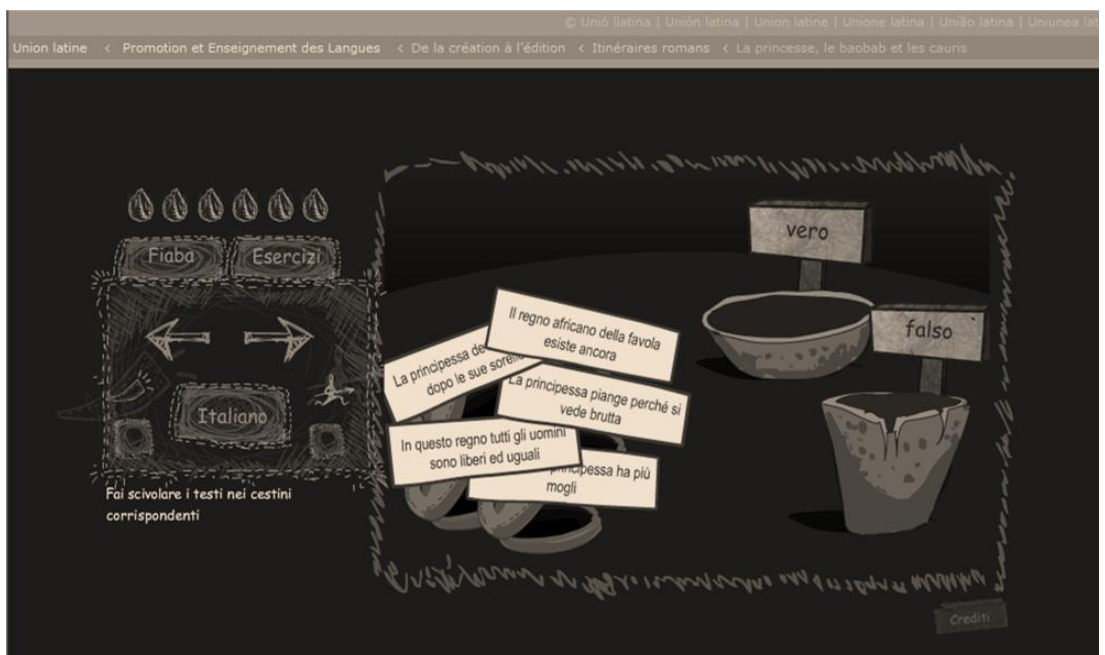 © Unió llatina | Unión latina | Union latine | Unione latina | União latina | Uniunea lat
Union latine < Promotion et Enseignement des Langues < De la création à l'édition < Itinéraires romans < La princesse, le baobab et les cauris
Fiaba Esercizi
Italiano
Fai scivolare i testi nei cestini
corrispondenti
vero
falso
Il regno africano della favola
esiste ancora
La principessa de
dopo le sue sorelle
La principessa piange perché si
vede brutta
In questo regno tutti gli uomini
sono liberi ed uguali
principessa ha più
mogli
Crediti